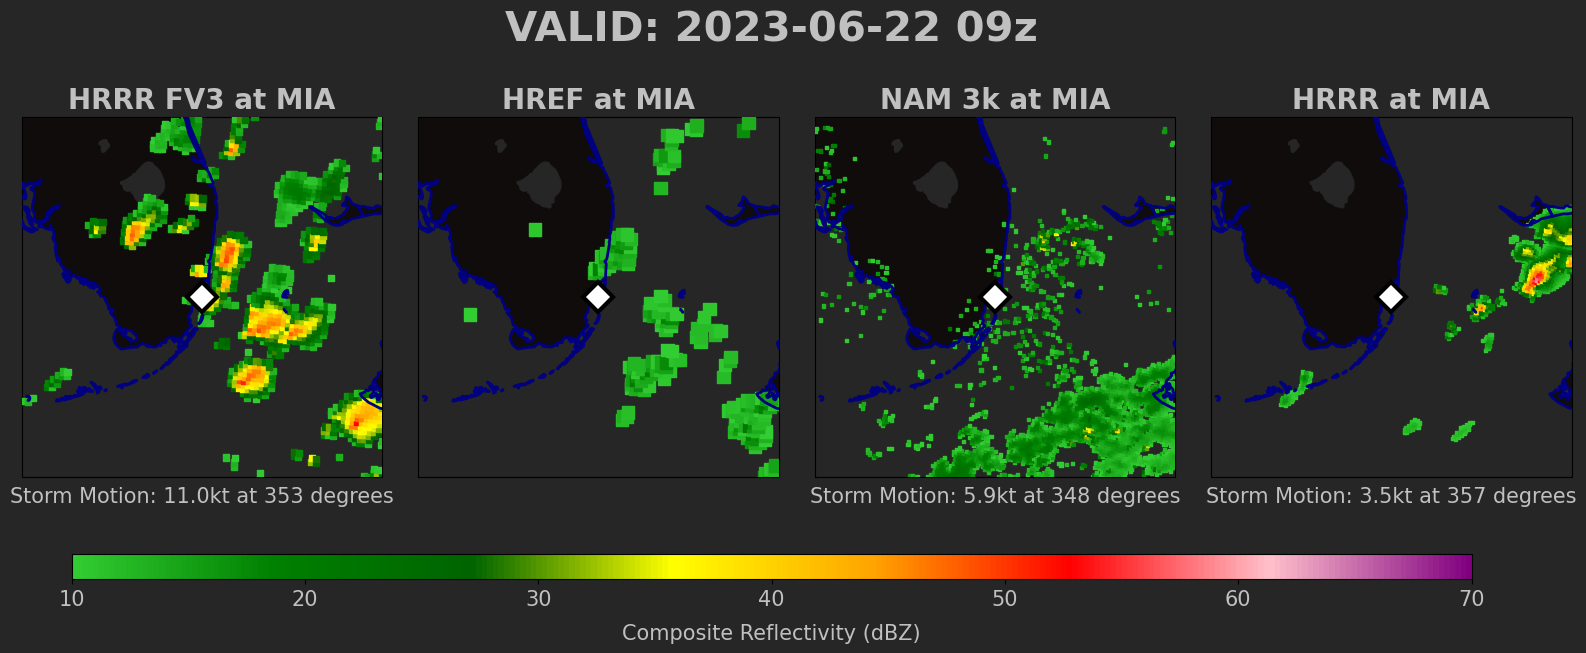 VALID: 2023-06-22 09z
HRRR FV3 at MIA
HREF at MIA
NAM 3k at MIA
HRRR at MIA
Storm Motion: 11.0kt at 353 degrees
Storm Motion: 5.9kt at 348 degrees
Storm Motion: 3.5kt at 357 degrees
10 20 30 40 50 60 70
Composite Reflectivity (dBZ)